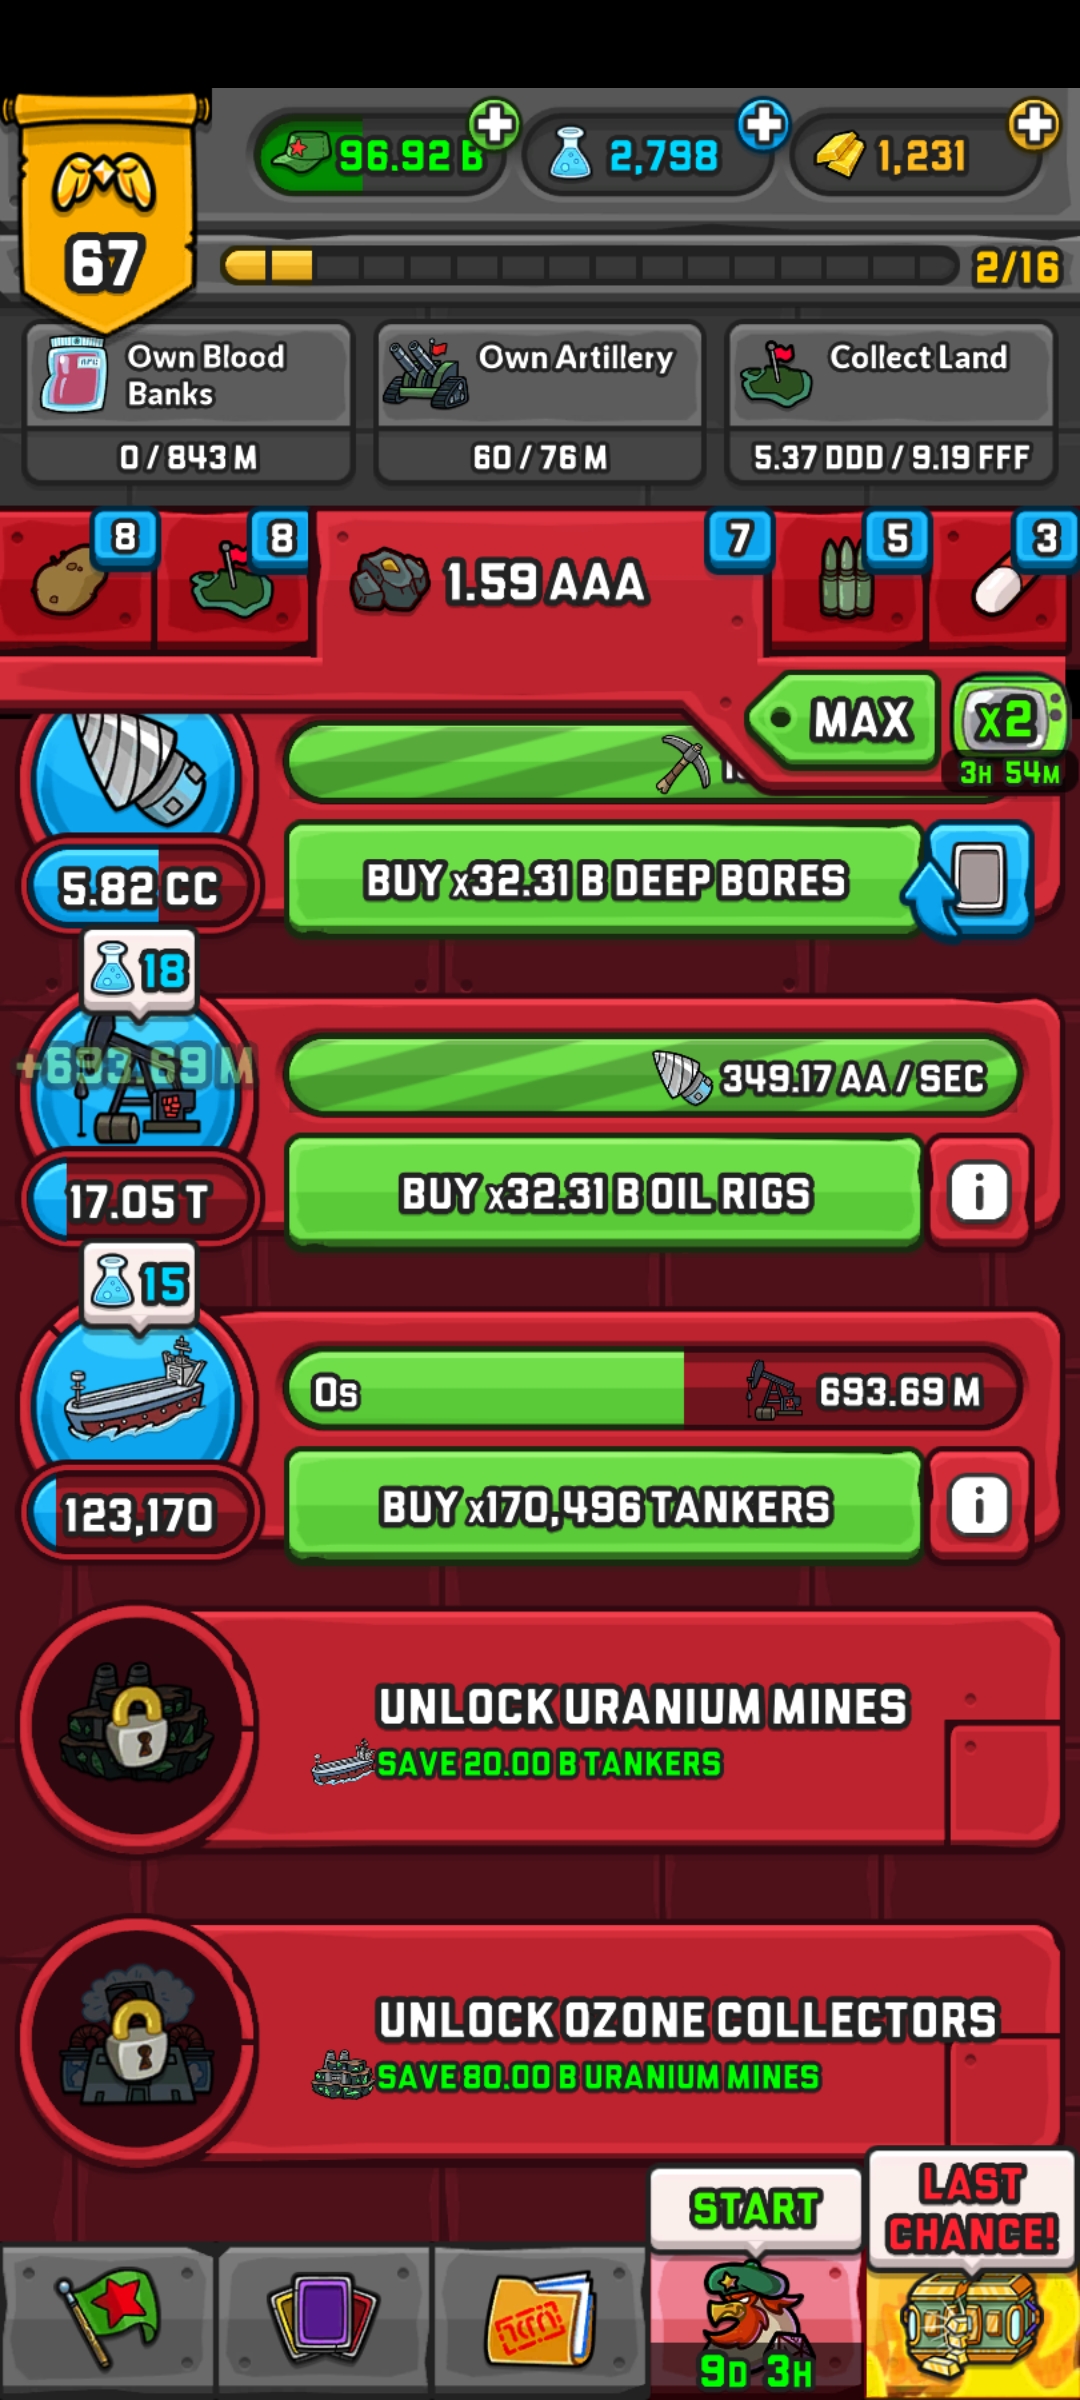 96.92 B
2,798
1,231
67
2/16
Own Blood
Banks
0 / 843 M
Own Artillery
60 / 76 M
Collect Land
5.37 DDD / 9.19 FFF
8
8
1.59 AAA
7
5
3
MAX
x2
3H 54M
5.82 CC
BUY x32.31 B DEEP BORES
18
+693.69 M
349.17 AA / SEC
17.05 T
BUY x32.31 B OIL RIGS
i
15
0s
693.69 M
123,170
BUY x170,496 TANKERS
i
UNLOCK URANIUM MINES
SAVE 20.00 B TANKERS
UNLOCK OZONE COLLECTORS
SAVE 80.00 B URANIUM MINES
START
LAST
CHANCE!
9D 3H